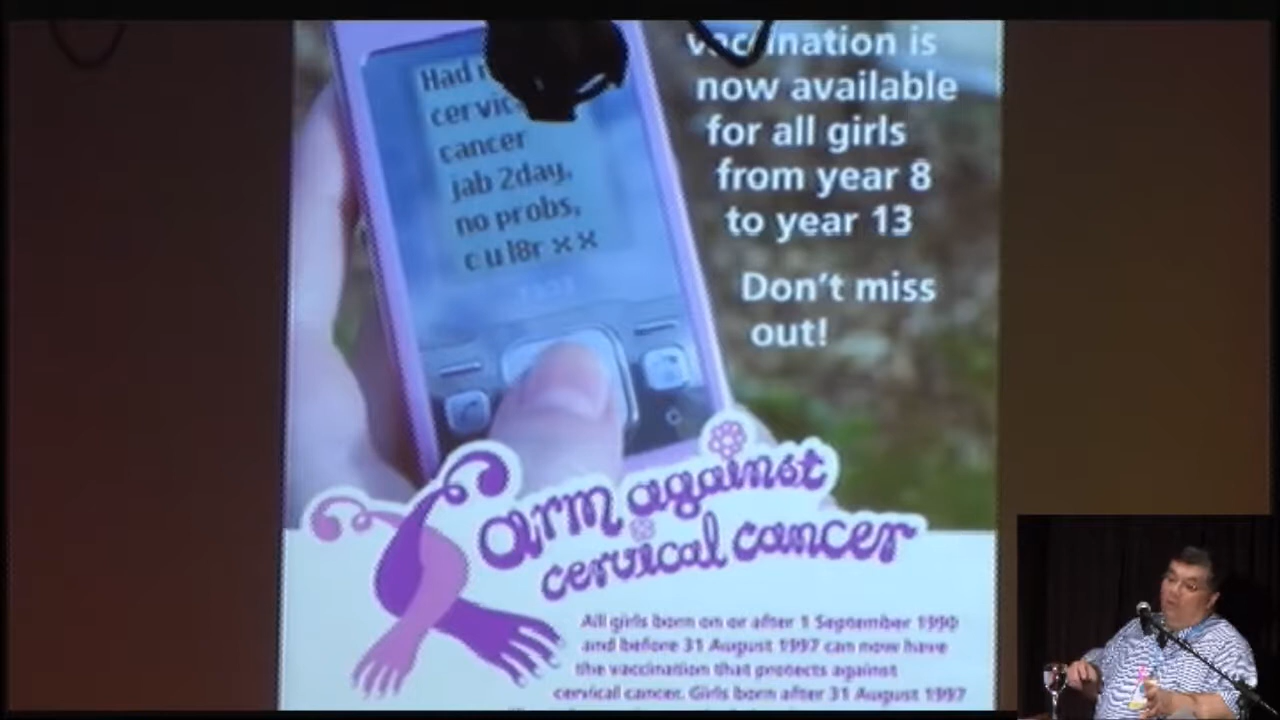 vaccination is
now available
for all girls
from year 8
to year 13
Don't miss
out!
Had
cervic
cancer
jab 2day,
no probs,
c u l8r xx
arm against
cervical cancer
All girls born on or after 1 September 1990
and before 31 August 1997 can now have
the vaccination that protects against
cervical cancer. Girls born after 31 August 1997